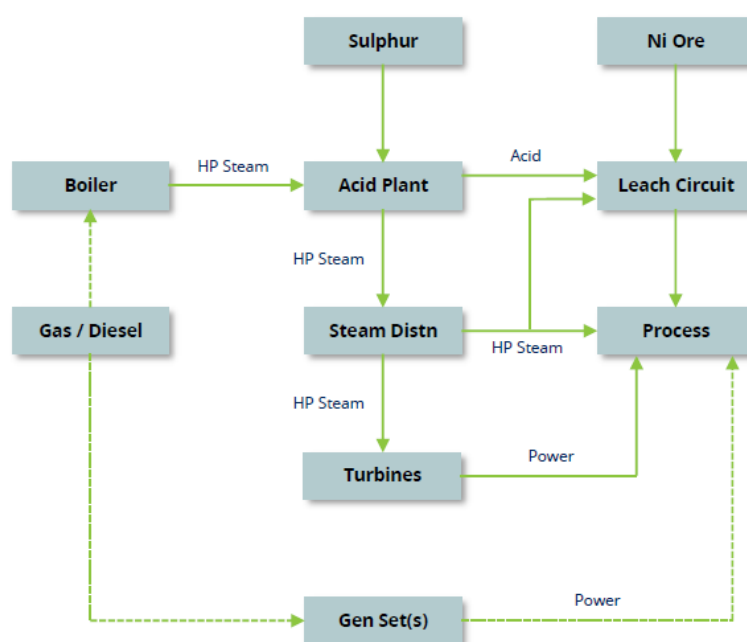 Sulphur
Ni Ore
HP Steam
Acid
Boiler
Acid Plant
Leach Circuit
HP Steam
Gas / Diesel
Steam Distn
Process
HP Steam
HP Steam
Power
Turbines
Power
Gen Set(s)